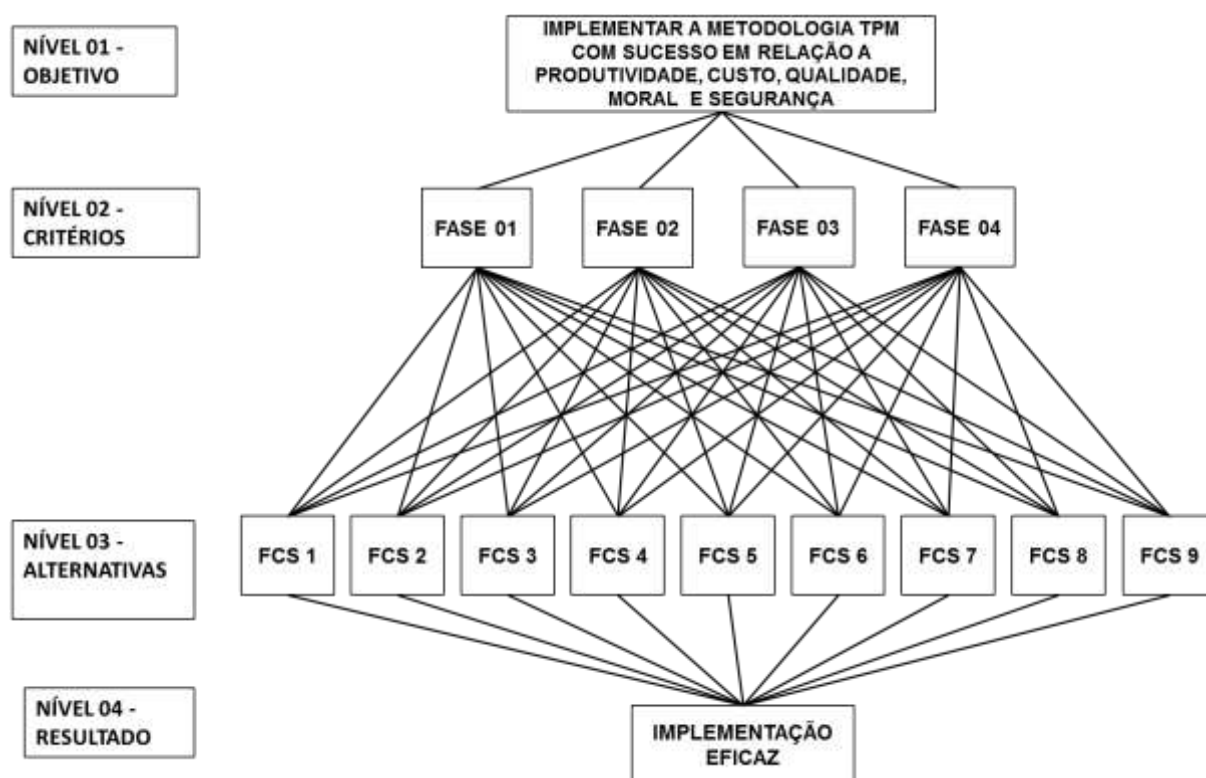 NÍVEL 01 -
OBJETIVO
IMPLEMENTAR A METODOLOGIA TPM
COM SUCESSO EM RELAÇÃO A
PRODUTIVIDADE, CUSTO, QUALIDADE,
MORAL E SEGURANÇA
NÍVEL 02 -
CRITÉRIOS
FASE 01
FASE 02
FASE 03
FASE 04
NÍVEL 03 -
ALTERNATIVAS
FCS 1
FCS 2
FCS 3
FCS 4
FCS 5
FCS 6
FCS 7
FCS 8
FCS 9
NÍVEL 04 -
RESULTADO
IMPLEMENTAÇÃO
EFICAZ